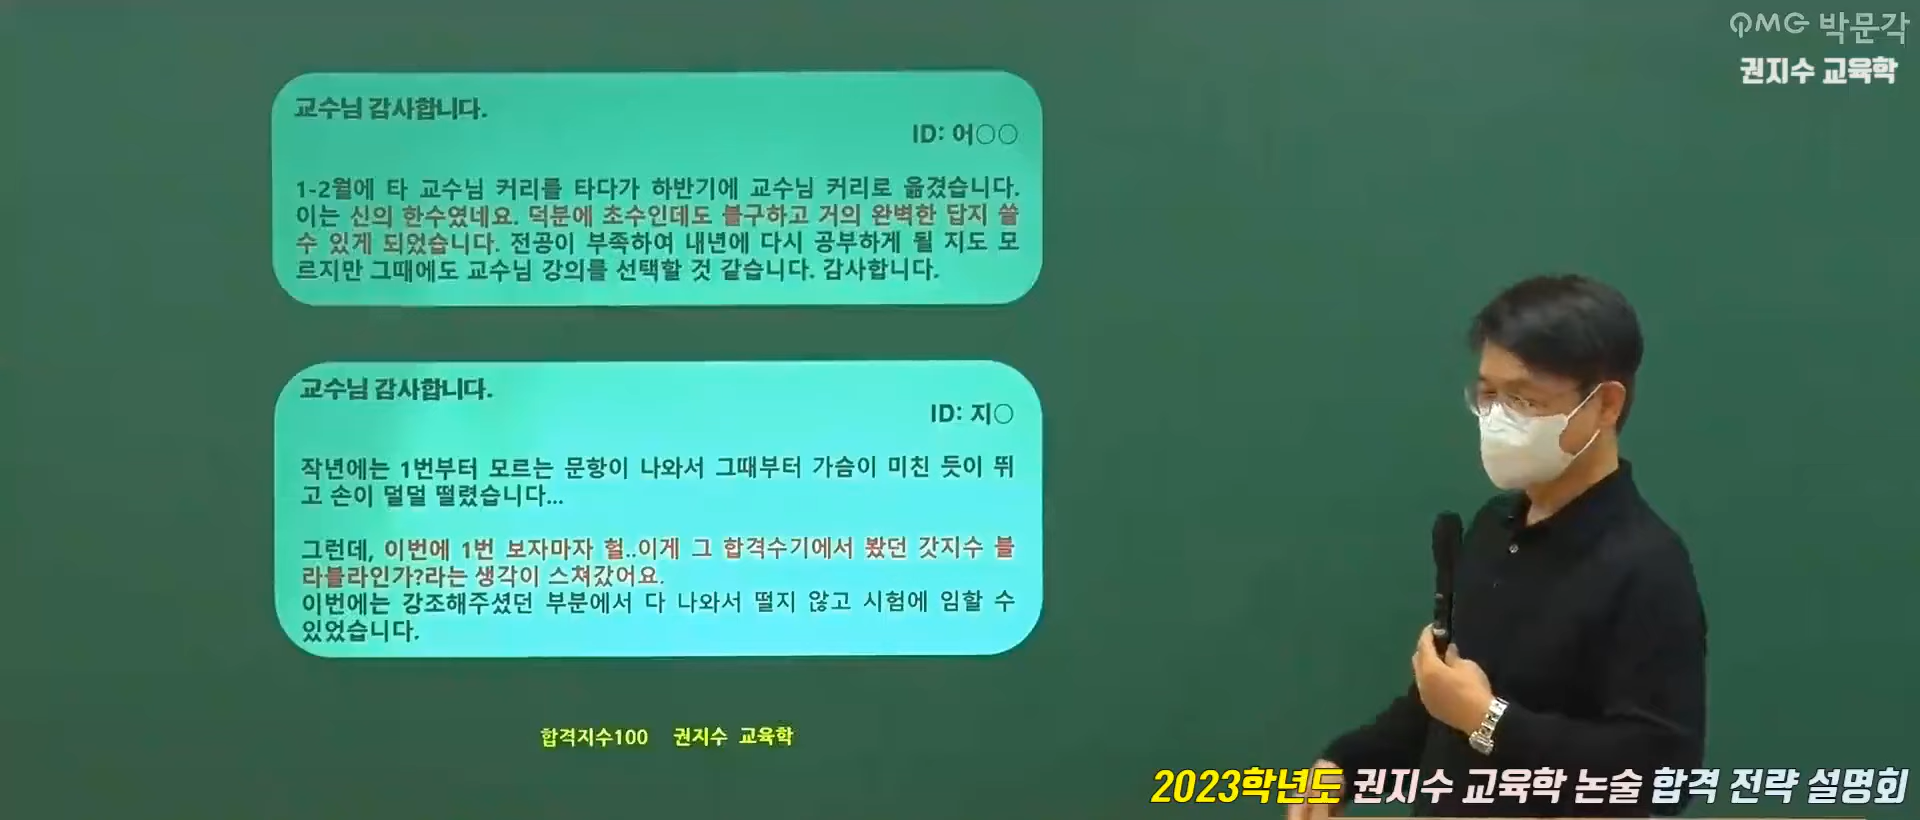 PMG 박문각
권지수 교육학
교수님 감사합니다.
ID: 어○○
1-2월에 타 교수님 커리를 타다가 하반기에 교수님 커리로 옮겼습니다.
이는 신의 한수였네요. 덕분에 초수인데도 불구하고 거의 완벽한 답지 쓸
수 있게 되었습니다. 전공이 부족하여 내년에 다시 공부하게 될 지도 모
르지만 그때에도 교수님 강의를 선택할 것 같습니다. 감사합니다.
교수님 감사합니다.
ID: 지○
작년에는 1번부터 모르는 문항이 나와서 그때부터 가슴이 미친 듯이 뛰
고 손이 덜덜 떨렸습니다...
그런데, 이번에 1번 보자마자 헐..이게 그 합격수기에서 봤던 갓지수 블
라블라인가?라는 생각이 스쳐갔어요.
이번에는 강조해주셨던 부분에서 다 나와서 떨지 않고 시험에 임할 수
있었습니다.
합격지수100 권지수 교육학
2023학년도 권지수 교육학 논술 합격 전략 설명회